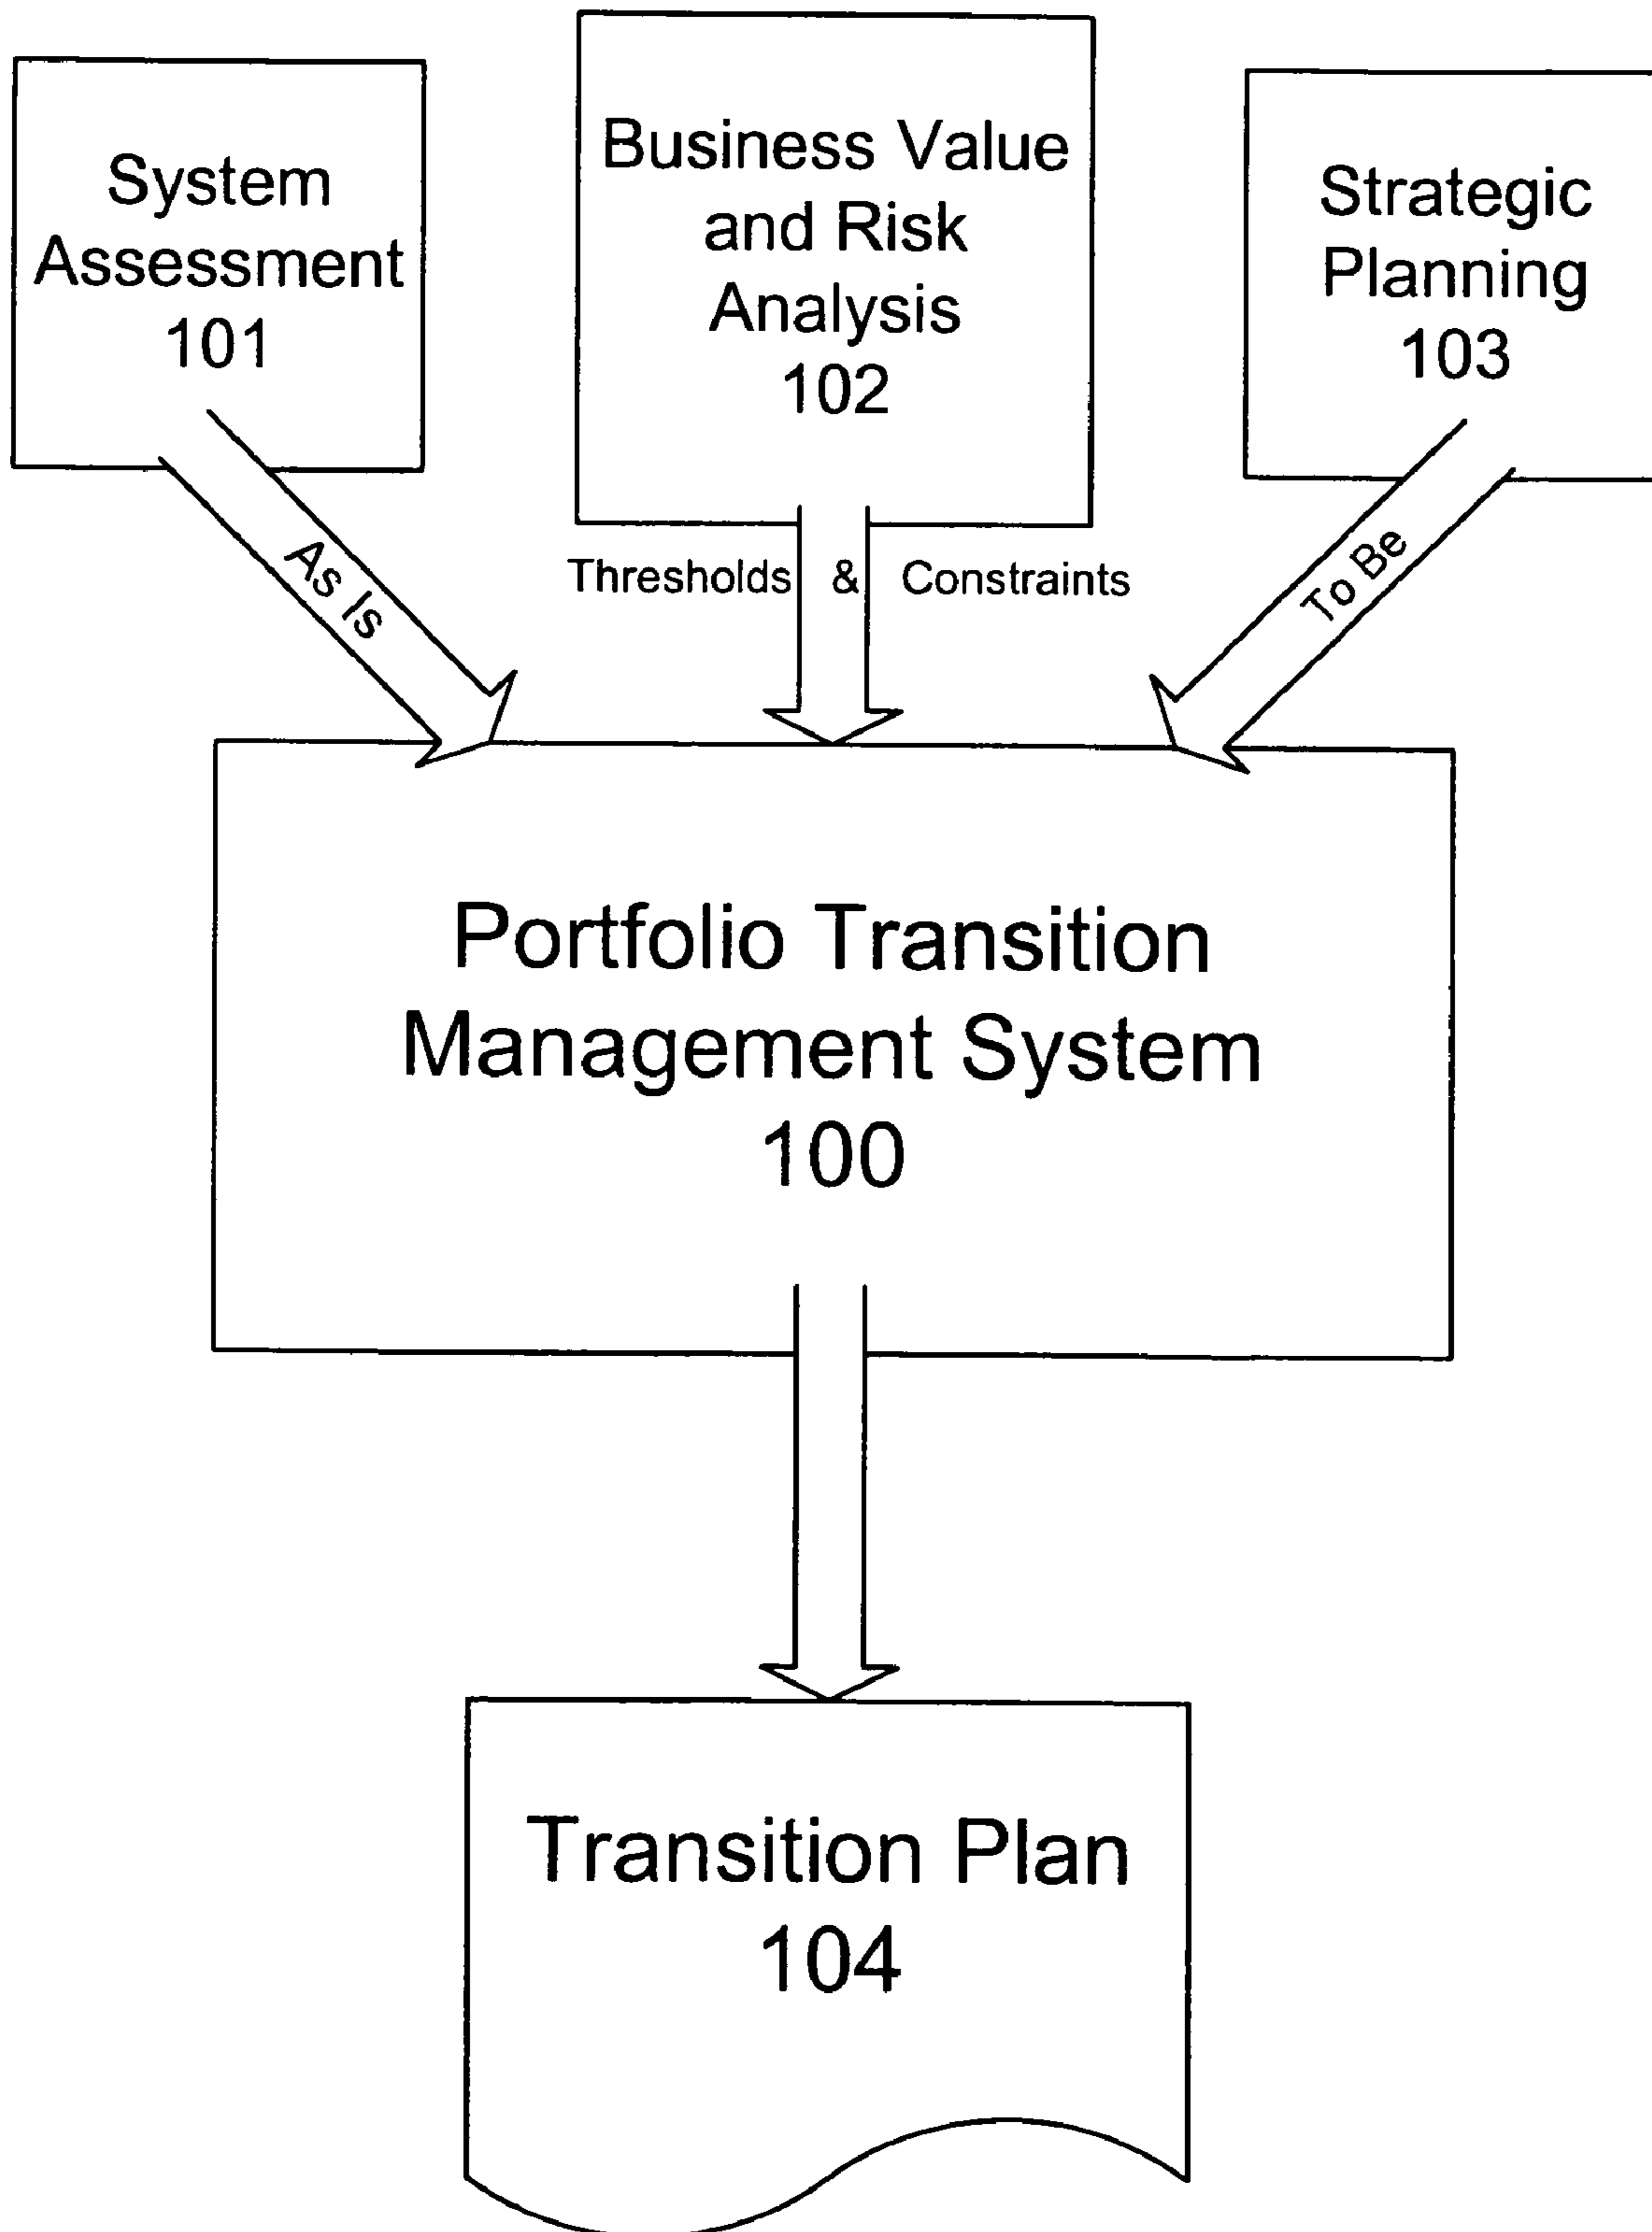 System
Assessment
101
Business Value
and Risk
Analysis
102
Strategic
Planning
103
As Is
Thresholds & Constraints
To Be
Portfolio Transition
Management System
100
Transition Plan
104